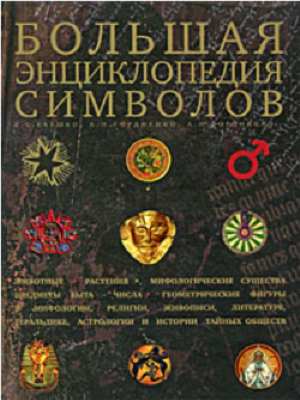 БОЛЬШАЯ
ЭНЦИКЛОПЕДИЯ
СИМВОЛОВ
А.Н.ГОРДИЕНКО,
ЖИВОТНЫЕ • РАСТЕНИЯ • МИФОЛОГИЧЕСКИЕ СУЩЕСТВА
ПРЕДМЕТЫ БЫТА • ЧИСЛА • ГЕОМЕТРИЧЕСКИЕ ФИГУРЫ
В МИФОЛОГИИ, РЕЛИГИИ, ЖИВОПИСИ, ЛИТЕРАТУРЕ,
ГЕРАЛЬДИКЕ, АСТРОЛОГИИ И ИСТОРИИ ТАЙНЫХ ОБЩЕСТВ